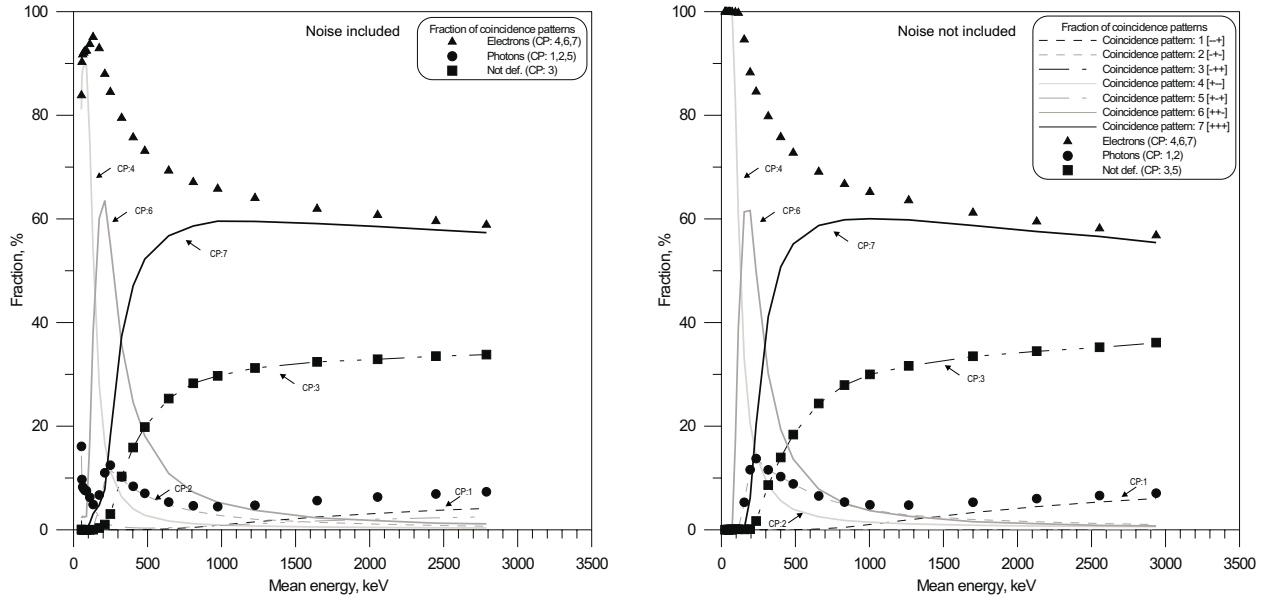 Noise included
Fraction of coincidence patterns
Electrons (CP: 4,6,7)
Photons (CP: 1,2,5)
Not def. (CP: 3)
100
80
60
40
20
0
Fraction, %
CP:4
CP:6
CP:7
CP:3
CP:2
CP:1
0
500
1000
1500
2000
2500
3000
3500
Mean energy, keV
Noise not included
Fraction of coincidence patterns
Coincidence pattern: 1 [--+]
Coincidence pattern: 2 [-+-]
Coincidence pattern: 3 [-++]
Coincidence pattern: 4 [+--]
Coincidence pattern: 5 [+-+]
Coincidence pattern: 6 [++-]
Coincidence pattern: 7 [+++]
Electrons (CP: 4,6,7)
Photons (CP: 1,2)
Not def. (CP: 3,5)
100
80
60
40
20
0
Fraction, %
CP:4
CP:6
CP:7
CP:3
CP:1
CP:2
0
500
1000
1500
2000
2500
3000
3500
Mean energy, keV